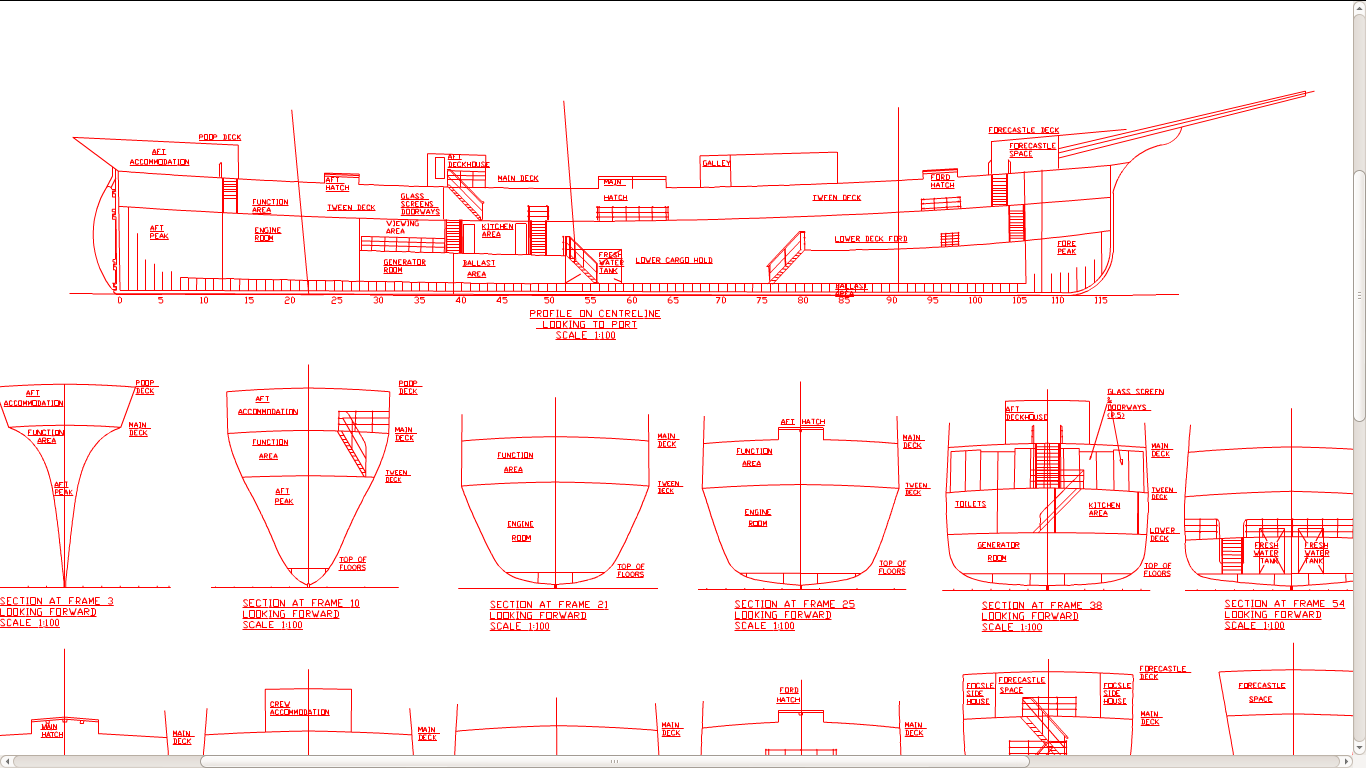 POOP DECK
AFT
ACCOMMODATION
AFT
HATCH
FUNCTION
AREA
TWEEN DECK
AFT
PEAK
ENGINE
ROOM
AFT
DECKHOUSE
MAIN DECK
GLASS
SCREENS
DOORWAYS
VIEWING
AREA
KITCHEN
AREA
GENERATOR
ROOM
BALLAST
AREA
MAIN
HATCH
FRESH
WATER
TANK
LOWER CARGO HOLD
GALLEY
TWEEN DECK
LOWER DECK FORD
BALLAST
AREA
FORD
HATCH
FORECASTLE DECK
FORECASTLE
SPACE
FORE
PEAK
0 5 10 15 20 25 30 35 40 45 50 55 60 65 70 75 80 85 90 95 100 105 110 115
PROFILE ON CENTRELINE
LOOKING TO PORT
SCALE 1:100
POOP
DECK
AFT
ACCOMMODATION
MAIN
DECK
FUNCTION
AREA
AFT
PEAK
SECTION AT FRAME 3
LOOKING FORWARD
SCALE 1:100
POOP
DECK
AFT
ACCOMMODATION
MAIN
DECK
FUNCTION
AREA
TWEEN
DECK
AFT
PEAK
TOP OF
FLOORS
SECTION AT FRAME 10
LOOKING FORWARD
SCALE 1:100
MAIN
DECK
FUNCTION
AREA
TWEEN
DECK
ENGINE
ROOM
TOP OF
FLOORS
SECTION AT FRAME 21
LOOKING FORWARD
SCALE 1:100
AFT HATCH
MAIN
DECK
FUNCTION
AREA
TWEEN
DECK
ENGINE
ROOM
TOP OF
FLOORS
SECTION AT FRAME 25
LOOKING FORWARD
SCALE 1:100
GLASS SCREEN
&
DOORWAYS
(P,S)
AFT
DECKHOUSE
MAIN
DECK
TWEEN
DECK
TOILETS
KITCHEN
AREA
LOWER
DECK
GENERATOR
ROOM
TOP OF
FLOORS
SECTION AT FRAME 38
LOOKING FORWARD
SCALE 1:100
FRESH
WATER
TANK
FRESH
WATER
TANK
SECTION AT FRAME 54
LOOKING FORWARD
SCALE 1:100
MAIN
HATCH
MAIN
DECK
CREW
ACCOMMODATION
MAIN
DECK
MAIN
DECK
FORD
HATCH
MAIN
DECK
FORECASTLE
DECK
FOCSLE
SIDE
HOUSE
FORECASTLE
SPACE
FOCSLE
SIDE
HOUSE
MAIN
DECK
FORECASTLE
SPACE